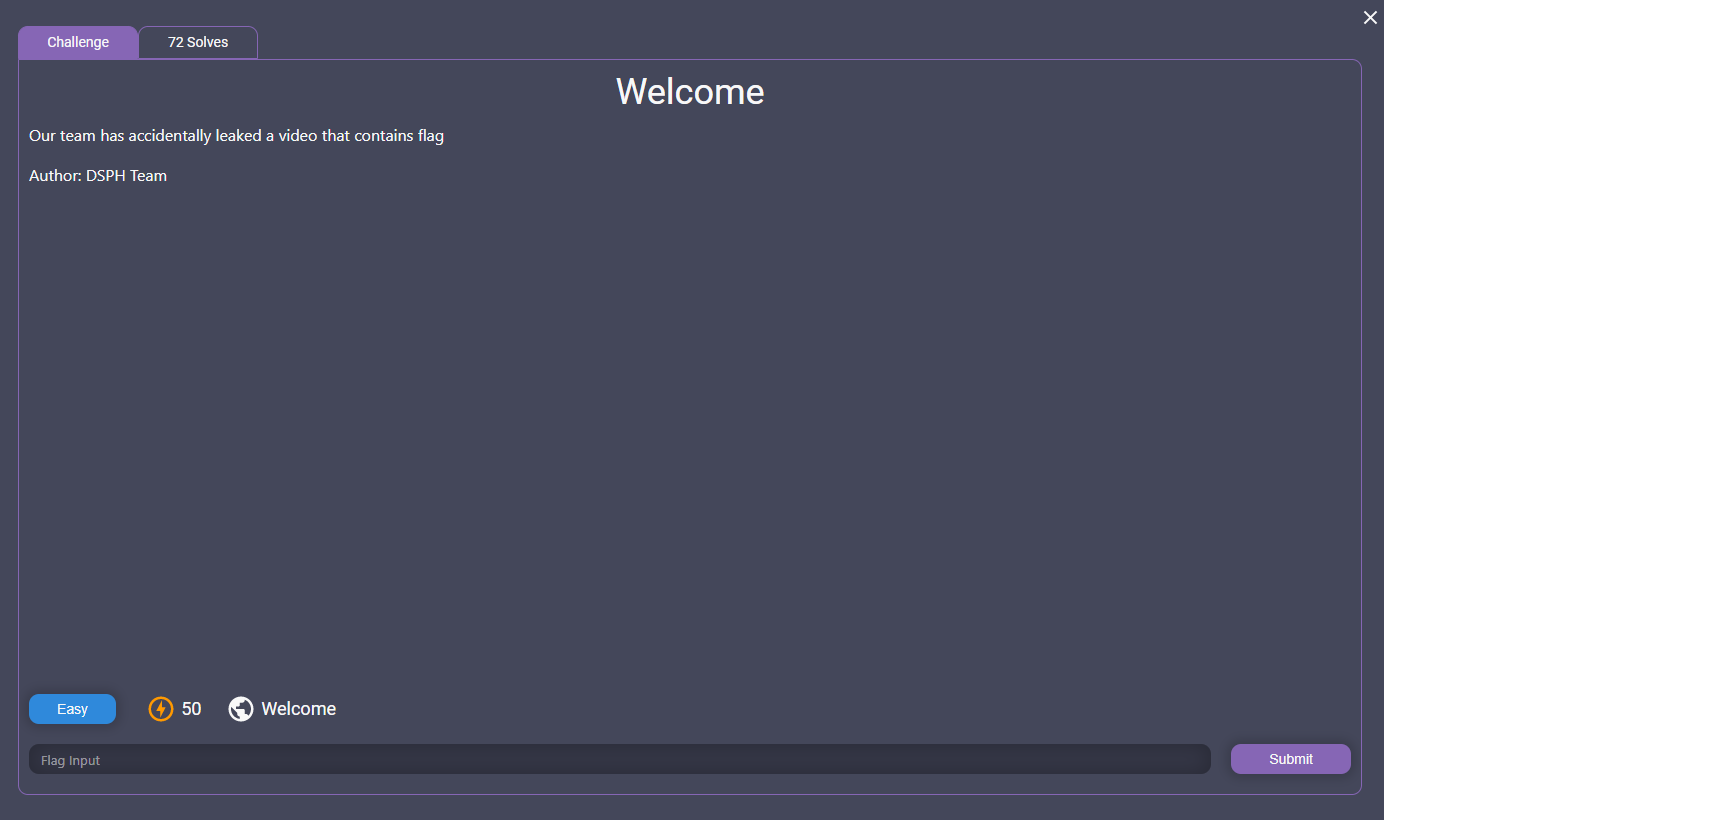 Challenge
72 Solves
Welcome
Our team has accidentally leaked a video that contains flag
Author: DSPH Team
Easy
50
Welcome
Flag Input
Submit